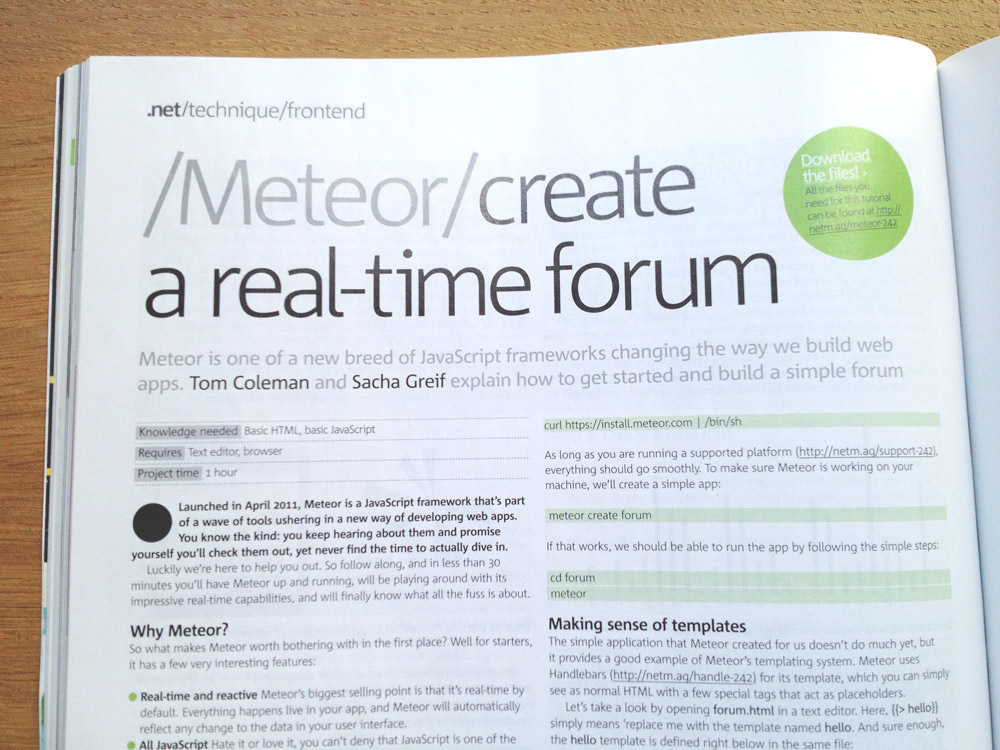 .net/technique/frontend
/Meteor/create
a real-time forum
Download
the files! >
All the files you
need for this tutorial
can be found at http://
netm.ag/meteor-242
Meteor is one of a new breed of JavaScript frameworks changing the way we build web
apps. Tom Coleman and Sacha Greif explain how to get started and build a simple forum
Knowledge needed Basic HTML, basic JavaScript
Requires Text editor, browser
Project time 1 hour
Launched in April 2011, Meteor is a JavaScript framework that's part
of a wave of tools ushering in a new way of developing web apps.
You know the kind: you keep hearing about them and promise
yourself you'll check them out, yet never find the time to actually dive in.
Luckily we're here to help you out. So follow along, and in less than 30
minutes you'll have Meteor up and running, will be playing around with its
impressive real-time capabilities, and will finally know what all the fuss is about.
Why Meteor?
So what makes Meteor worth bothering with in the first place? Well for starters,
it has a few very interesting features:
Real-time and reactive Meteor's biggest selling point is that it's real-time by
default. Everything happens live in your app, and Meteor will automatically
reflect any change to the data in your user interface.
All JavaScript Hate it or love it, you can't deny that JavaScript is one of the
curl https://install.meteor.com | /bin/sh
As long as you are running a supported platform (http://netm.ag/support-242),
everything should go smoothly. To make sure Meteor is working on your
machine, we'll create a simple app:
meteor create forum
If that works, we should be able to run the app by following the simple steps:
cd forum
meteor
Making sense of templates
The simple application that Meteor created for us doesn't do much yet, but
it provides a good example of Meteor's templating system. Meteor uses
Handlebars (http://netm.ag/handle-242) for its template, which you can simply
see as normal HTML with a few special tags that act as placeholders.
Let's take a look by opening forum.html in a text editor. Here, {{> hello}}
simply means 'replace me with the template named hello. And sure enough,
the hello template is defined right below in the same file: